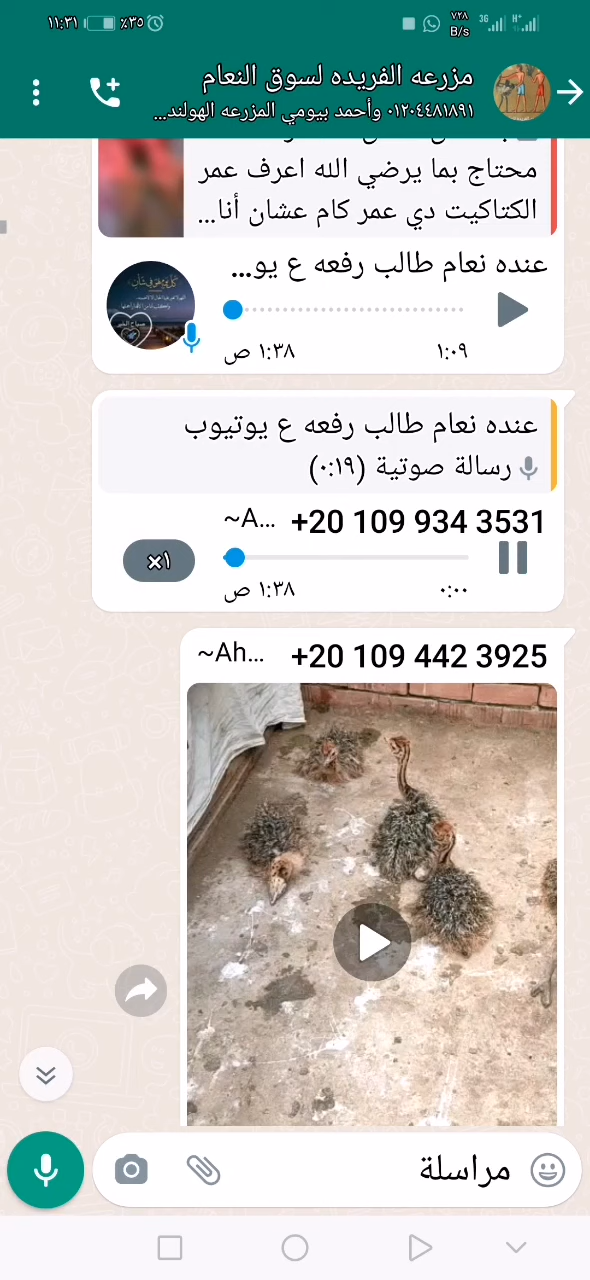 ١١:٣١ ٪٣٥ ٧٢٨ B/s 3G H+
مزرعه الفريده لسوق النعام
٠١٢٠٤٤٨١٨٩١ وأحمد بيومي المزرعه الهولند...
محتاج بما يرضي الله اعرف عمر
الكتاكيت دي عمر كام عشان أنا...
عنده نعام طالب رفعه ع يو...
١:٣٨ ص ١:٠٩
عنده نعام طالب رفعه ع يوتيوب
رسالة صوتية (٠:١٩)
~A... +20 109 934 3531
×١
١:٣٨ ص ٠:٠٠
~Ah... +20 109 442 3925
مراسلة